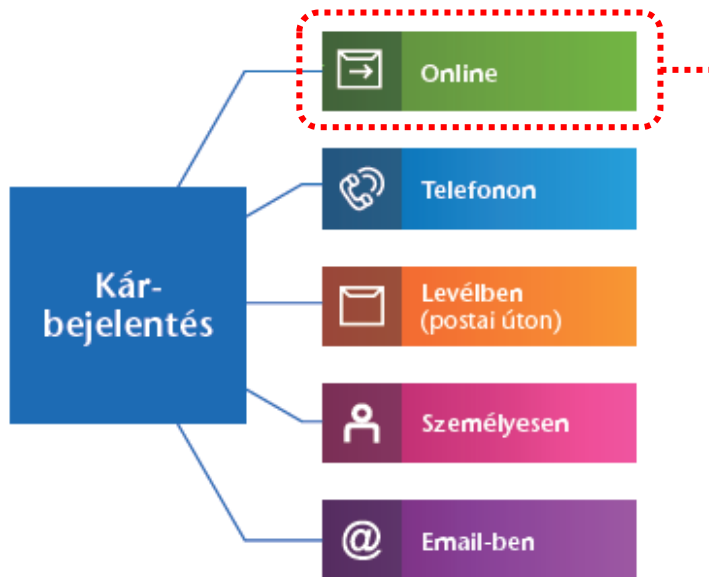 Kár-
bejelentés
Online
Telefonon
Levélben
(postai úton)
Személyesen
@
Email-ben